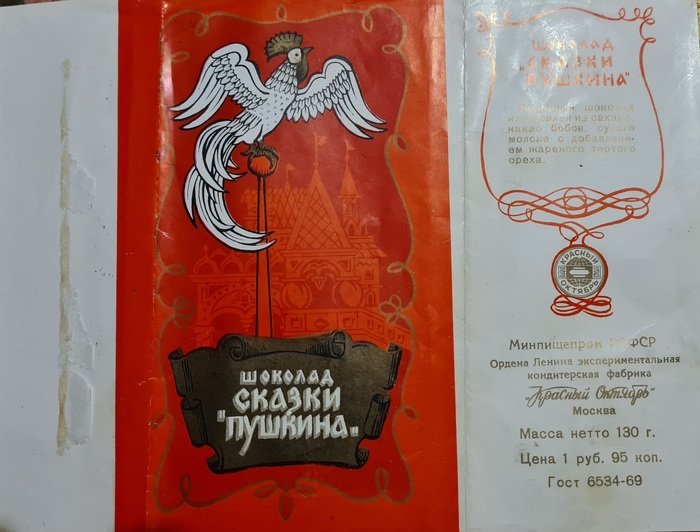 ШОКОЛАД
СКАЗКИ
"ПУШКИНА"
ШОКОЛАД
"СКАЗКИ
ПУШКИНА"
шоколад
изготовлен из сахара,
какао бобов, сухого
молока с добавлени-
ем жареного тертого
ореха.
КРАСНЫЙ
ОКТЯБРЬ
Минпищепром РСФСР
Ордена Ленина экспериментальная
кондитерская фабрика
"Красный Октябрь"
Москва
Масса нетто 130 г.
Цена 1 руб. 95 коп.
Гост 6534-69